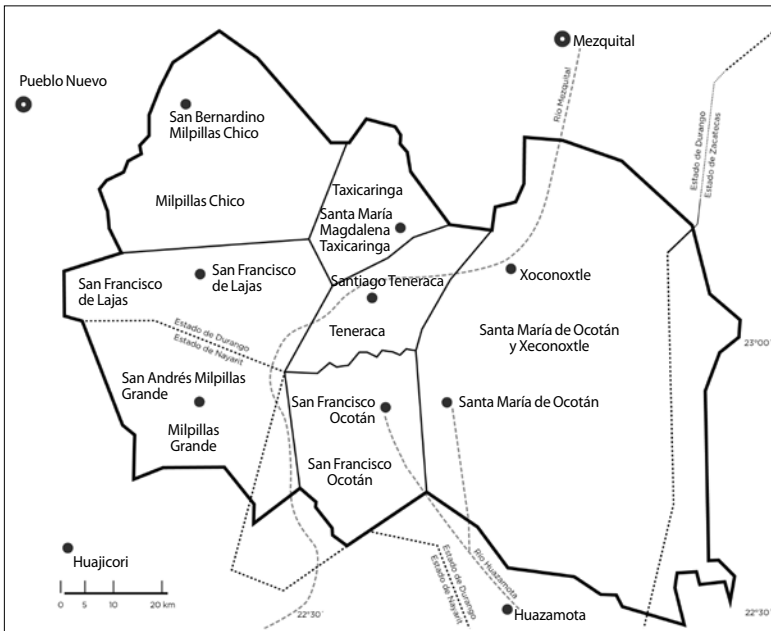 Mezquital
Pueblo Nuevo
San Bernardino
Milpillas Chico
Río Mezquital
Estado de Durango
Estado de Zacatecas
Milpillas Chico
Taxicaringa
Santa María
Magdalena
Taxicaringa
San Francisco
de Lajas
San Francisco
de Lajas
Santiago Teneraca
Xoconoxtle
Estado de Durango
Estado de Nayarit
Teneraca
Santa María de Ocotán
y Xeconoxtle
23°00'
San Andrés Milpillas
Grande
San Francisco
Ocotán
Santa María de Ocotán
Milpillas
Grande
San Francisco
Ocotán
Huajicori
Estado de Durango
Estado de Nayarit
Río Huazamota
0 5 10 20 km
22°30'
Huazamota
22°30'